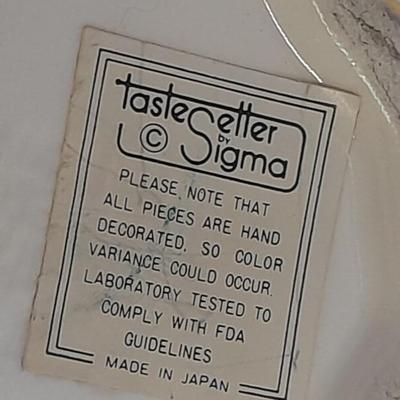 tasteSetter
© BY Sigma
PLEASE NOTE THAT
ALL PIECES ARE HAND
DECORATED, SO COLOR
VARIANCE COULD OCCUR.
LABORATORY TESTED TO
COMPLY WITH FDA
GUIDELINES
MADE IN JAPAN